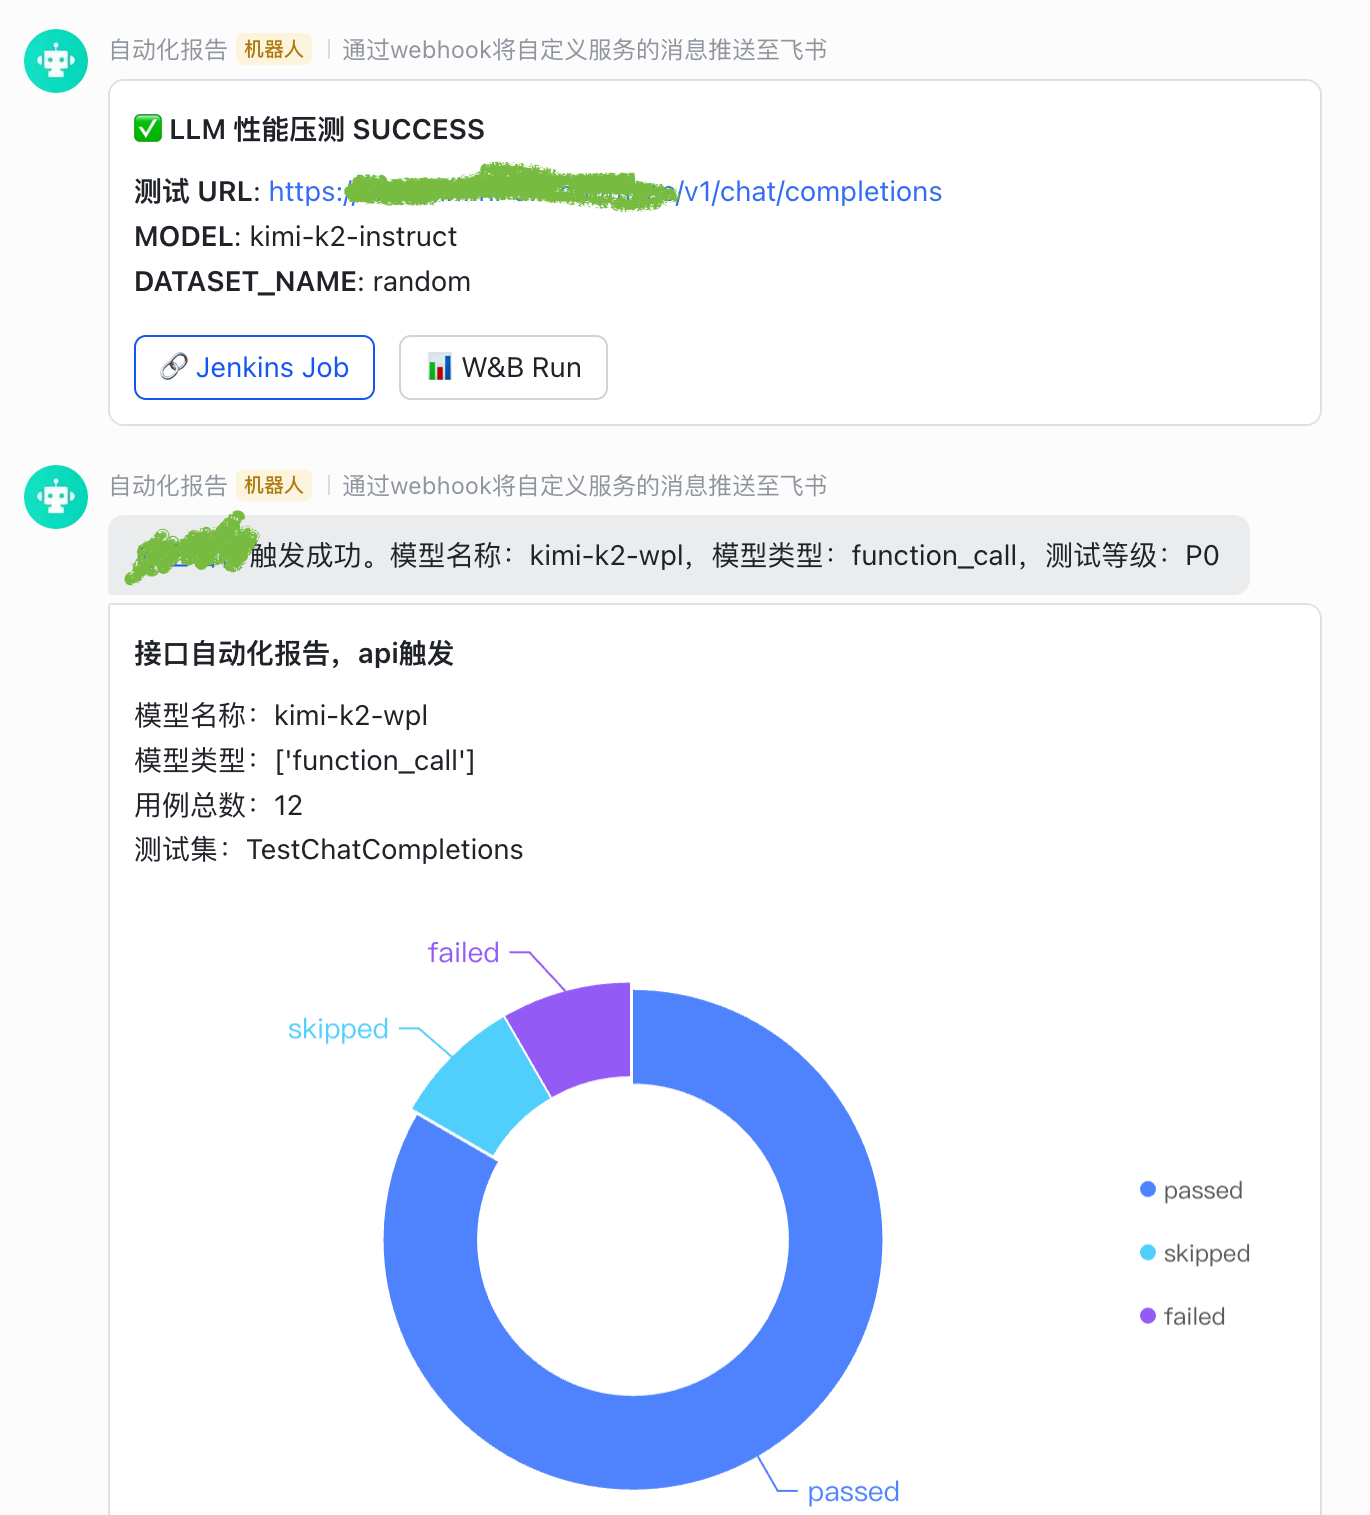 自动化报告 机器人 | 通过webhook将自定义服务的消息推送至飞书
✅ LLM 性能压测 SUCCESS
测试 URL: https:/ /v1/chat/completions
MODEL: kimi-k2-instruct
DATASET_NAME: random
🔗 Jenkins Job 📊 W&B Run
自动化报告 机器人 | 通过webhook将自定义服务的消息推送至飞书
触发成功。模型名称：kimi-k2-wpl，模型类型：function_call，测试等级：P0
接口自动化报告，api触发
模型名称：kimi-k2-wpl
模型类型：['function_call']
用例总数：12
测试集：TestChatCompletions
failed
skipped
passed
skipped
failed
passed